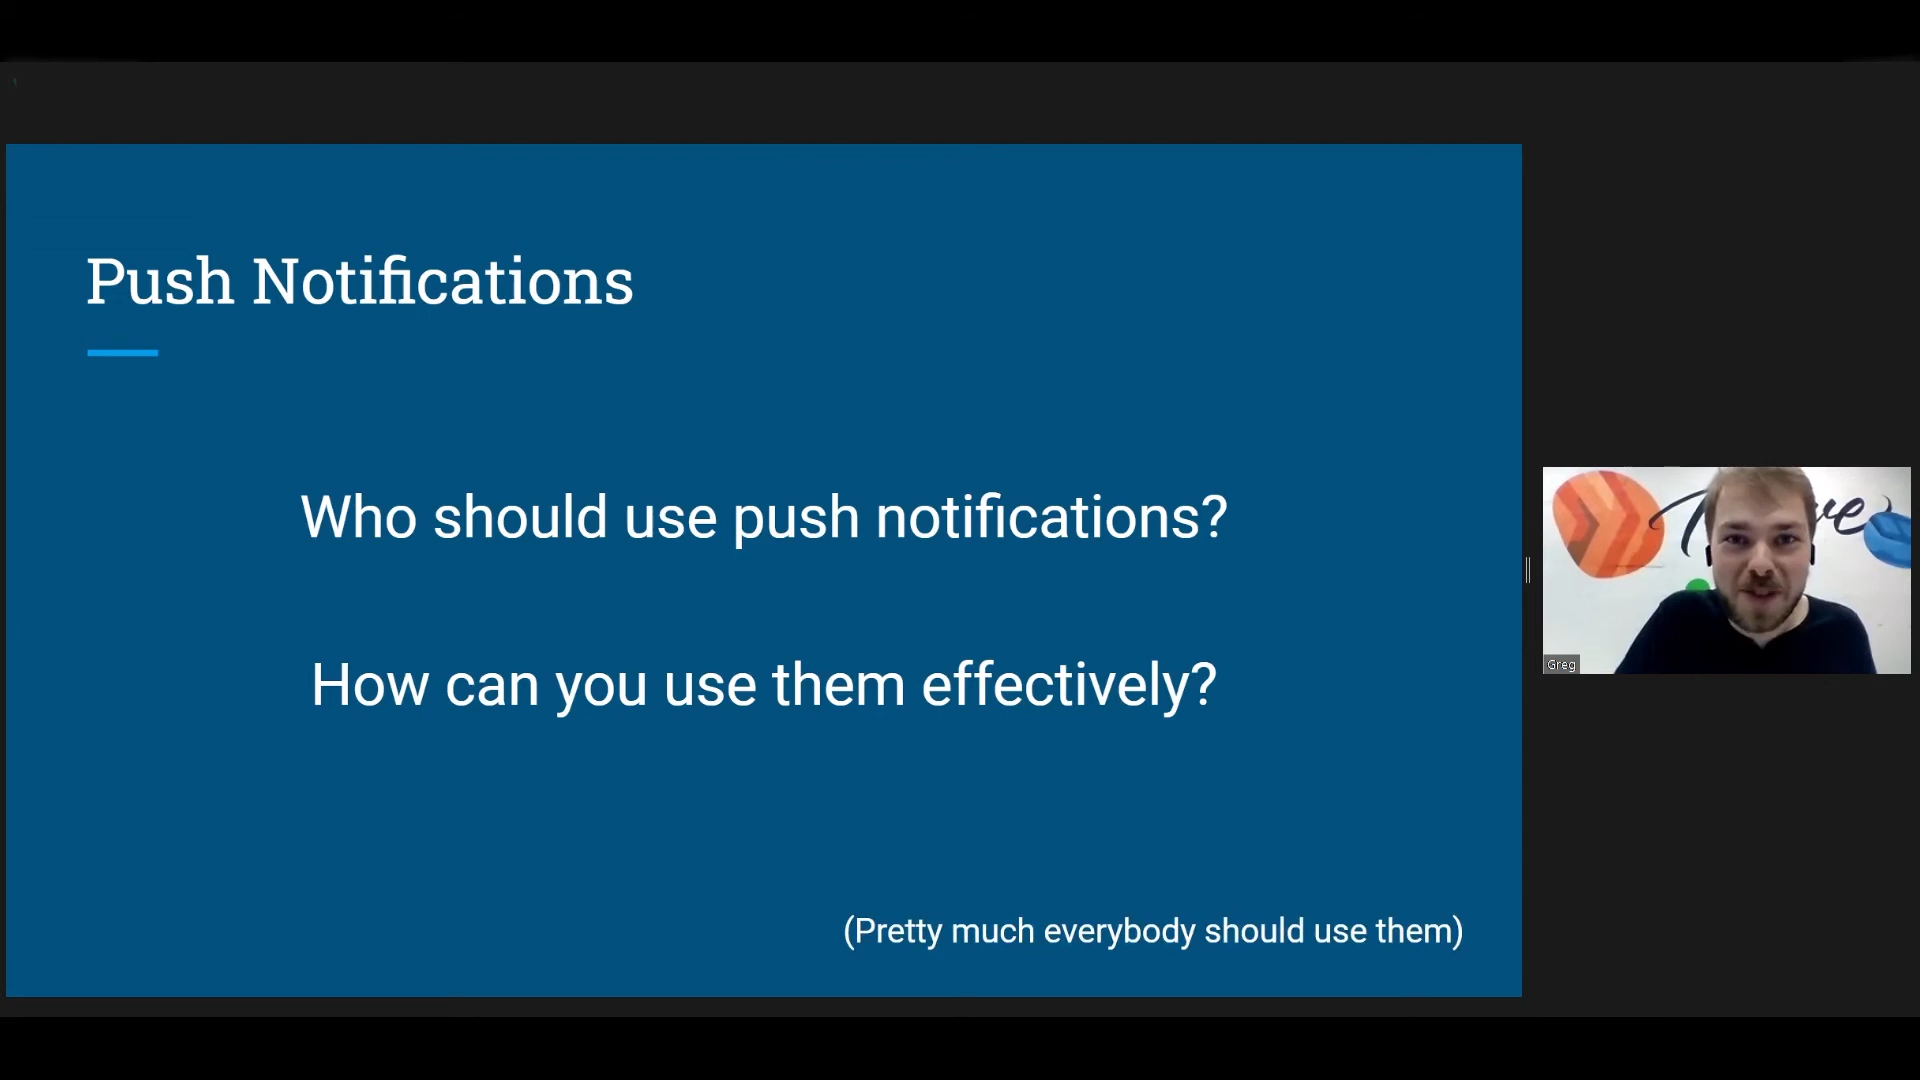 Push Notifications
Who should use push notifications?
How can you use them effectively?
(Pretty much everybody should use them)
Greg